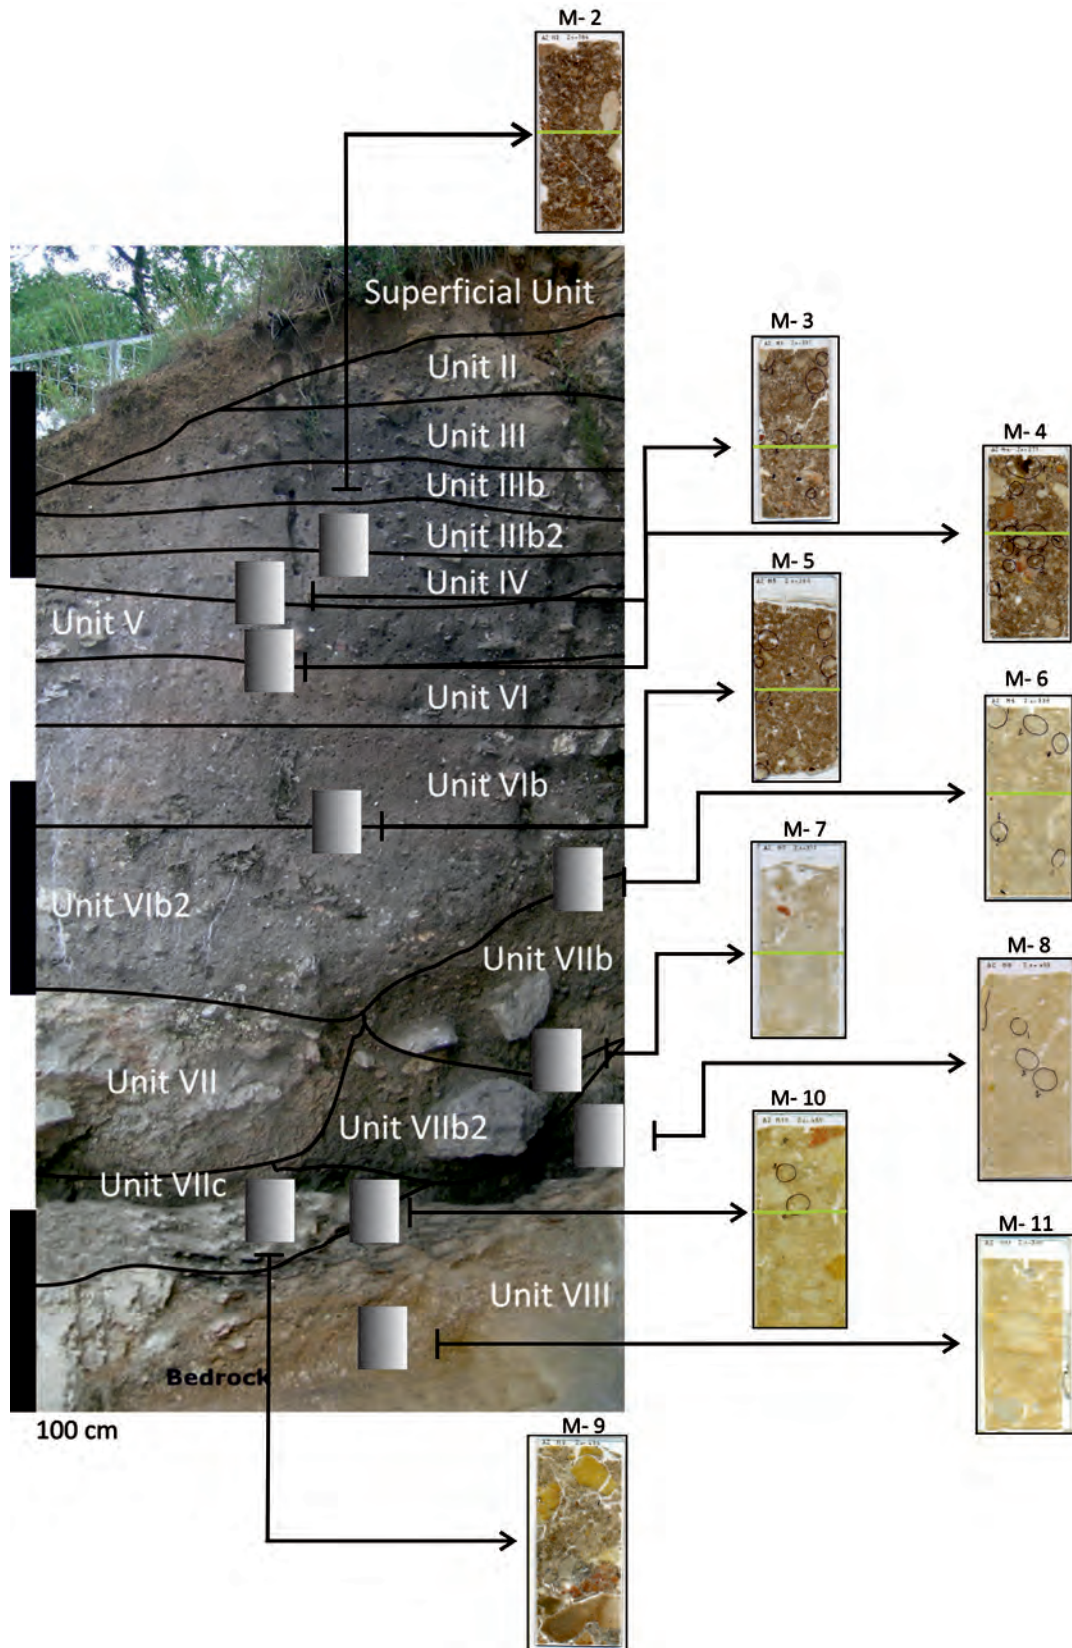 M- 2
Superficial Unit
Unit II
M- 3
Unit III
M- 4
Unit IIIb
Unit IIIb2
M- 5
Unit IV
Unit V
M- 6
Unit VI
Unit VIb
M- 7
Unit VIb2
Unit VIIb
M- 8
Unit VII
M- 10
Unit VIIb2
Unit VIIc
M- 11
Unit VIII
Bedrock
100 cm
M- 9